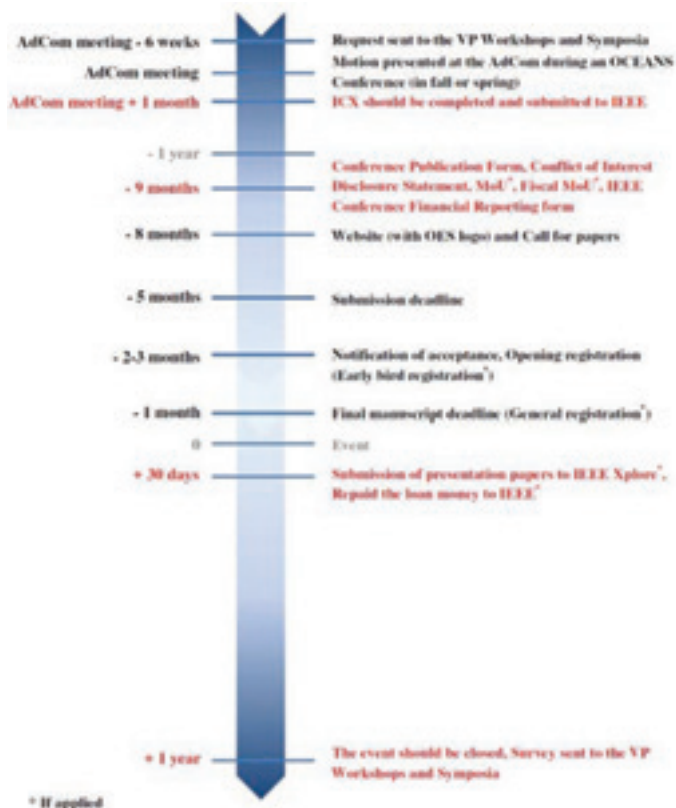 AdCom meeting - 6 weeks
Request sent to the VP Workshops and Symposia
AdCom meeting
Motion presented at the AdCom during an OCEANS
Conference (in fall or spring)
AdCom meeting + 1 month
ICX should be completed and submitted to IEEE
- 1 year
- 9 months
Conference Publication Form, Conflict of Interest
Disclosure Statement, MoU*, Fiscal MoU*, IEEE
Conference Financial Reporting form
- 8 months
Website (with OES logo) and Call for papers
- 5 months
Submission deadline
- 2-3 months
Notification of acceptance, Opening registration
(Early bird registration*)
- 1 month
Final manuscript deadline (General registration*)
0
Event
+ 30 days
Submission of presentation papers to IEEE Xplore*,
Repaid the loan money to IEEE*
+ 1 year
The event should be closed, Survey sent to the VP
Workshops and Symposia
* If applied